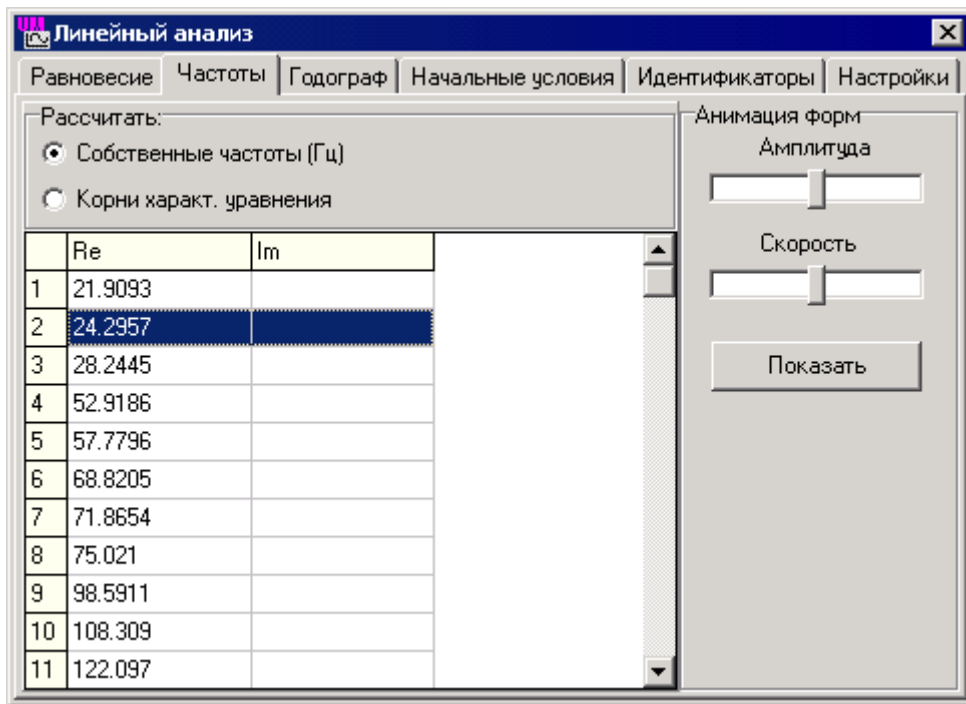 Линейный анализ
Равновесие Частоты Годограф Начальные условия Идентификаторы Настройки
Рассчитать:
Собственные частоты (Гц)
Корни характ. уравнения
Re Im
1 21.9093
2 24.2957
3 28.2445
4 52.9186
5 57.7796
6 68.8205
7 71.8654
8 75.021
9 98.5911
10 108.309
11 122.097
Анимация форм
Амплитуда
Скорость
Показать